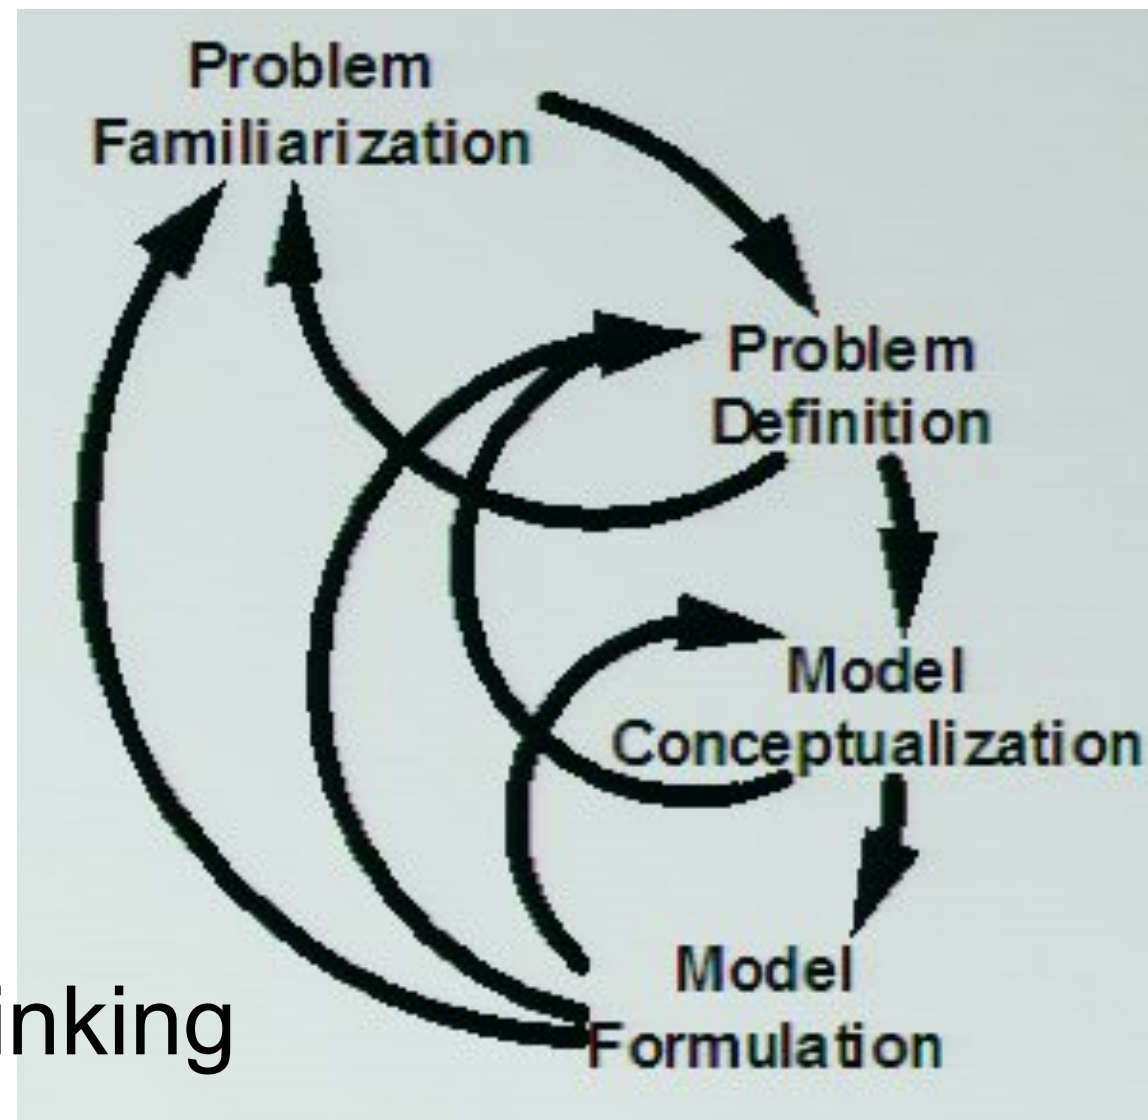 Problem
Familiarization
Problem
Definition
Model
Conceptualization
Model
Formulation
inking